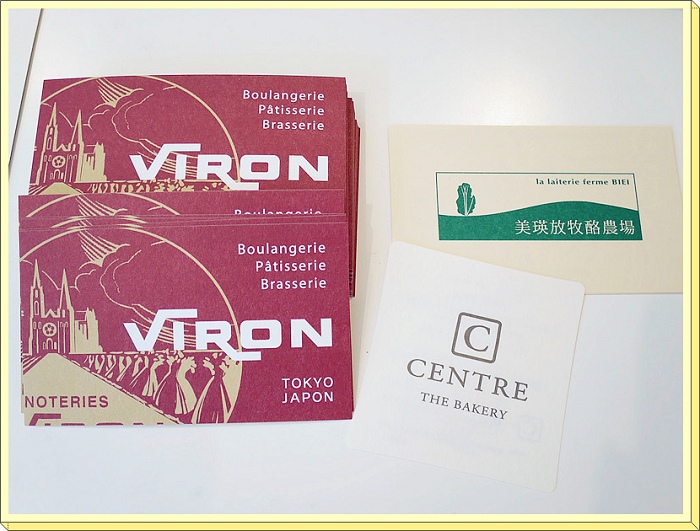 Boulangerie
Pâtisserie
Brasserie
VIRON
Boulangerie
Boulangerie
Pâtisserie
Brasserie
VIRON
TOKYO
JAPON
NOTERIES
la laiterie ferme BIEI
美瑛放牧酪農場
C
CENTRE
THE BAKERY